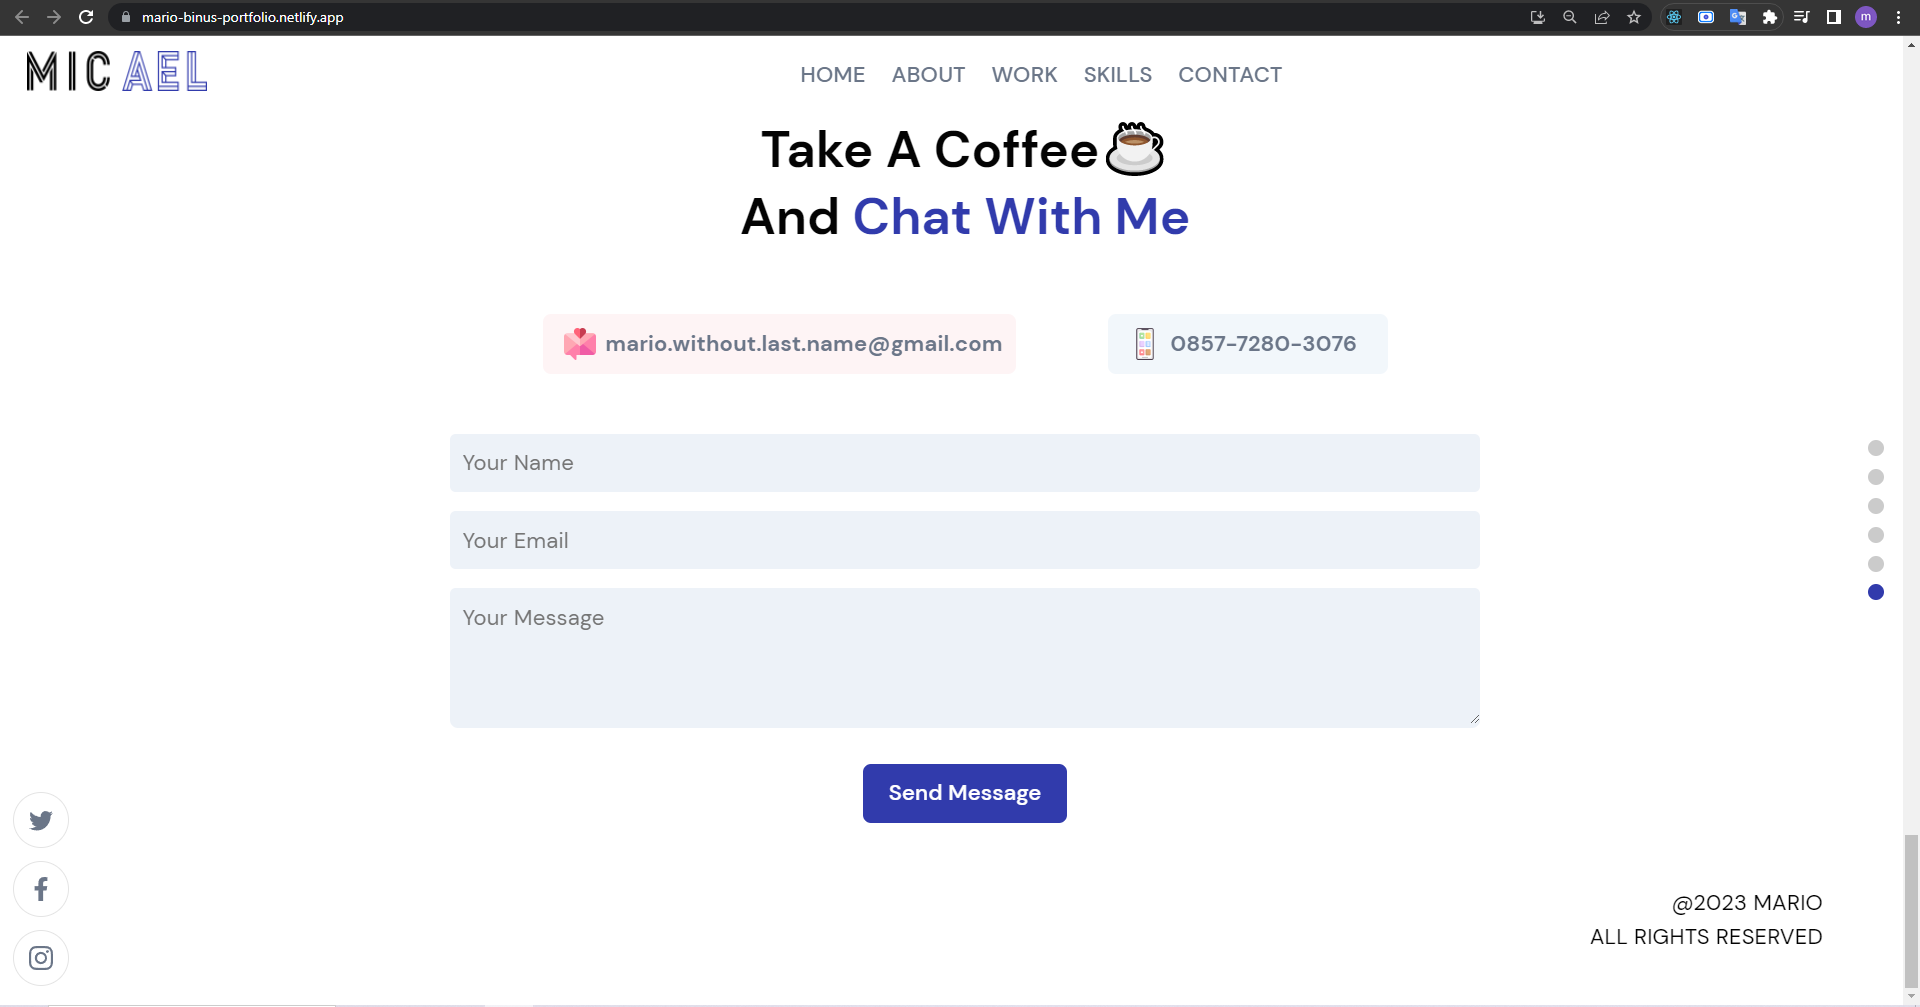 mario-binus-portfolio.netlify.app
m
MICAEL
HOME ABOUT WORK SKILLS CONTACT
Take A Coffee
And Chat With Me
mario.without.last.name@gmail.com
0857-7280-3076
Your Name
Your Email
Your Message
Send Message
@2023 MARIO
ALL RIGHTS RESERVED